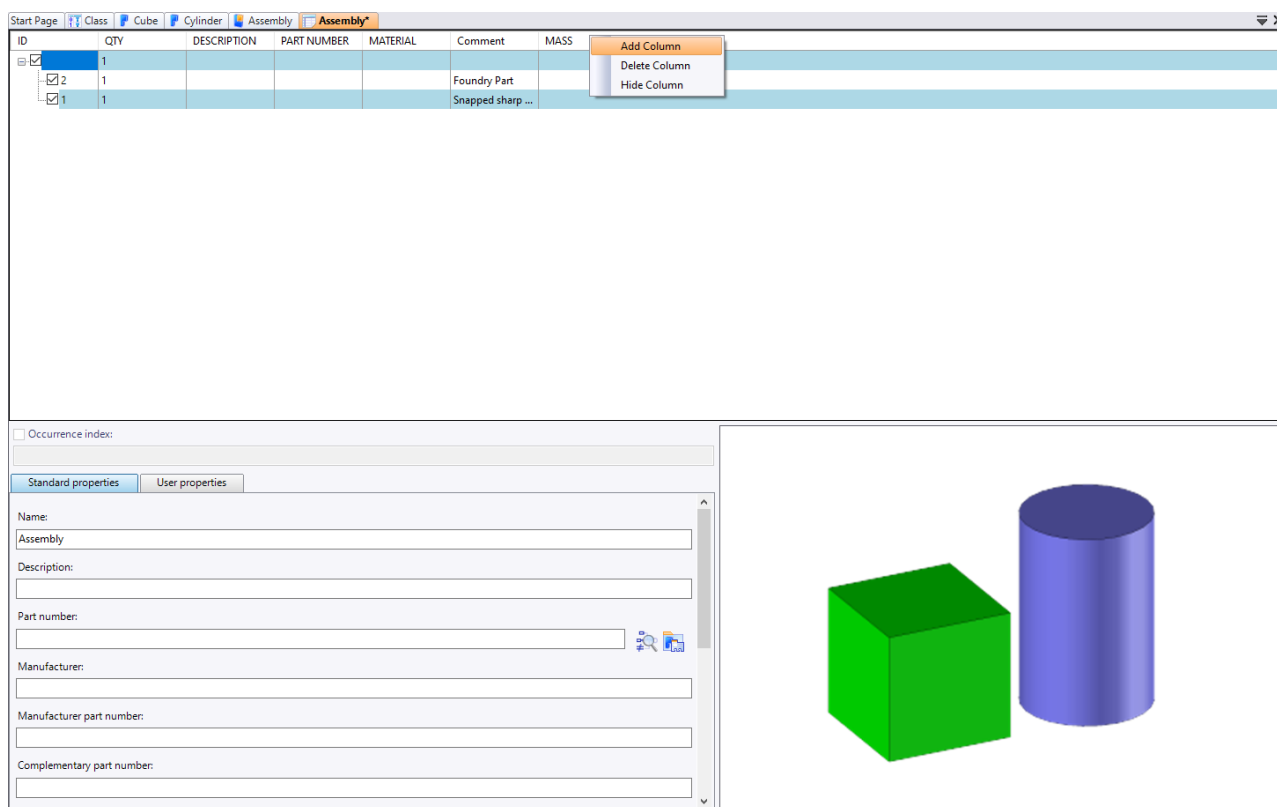 Start Page Class Cube Cylinder Assembly Assembly*
ID QTY DESCRIPTION PART NUMBER MATERIAL Comment MASS
Add Column
Delete Column
Hide Column
1
2 1 Foundry Part
1 1 Snapped sharp ...
Occurrence index:
Standard properties User properties
Name:
Assembly
Description:
Part number:
Manufacturer:
Manufacturer part number:
Complementary part number: